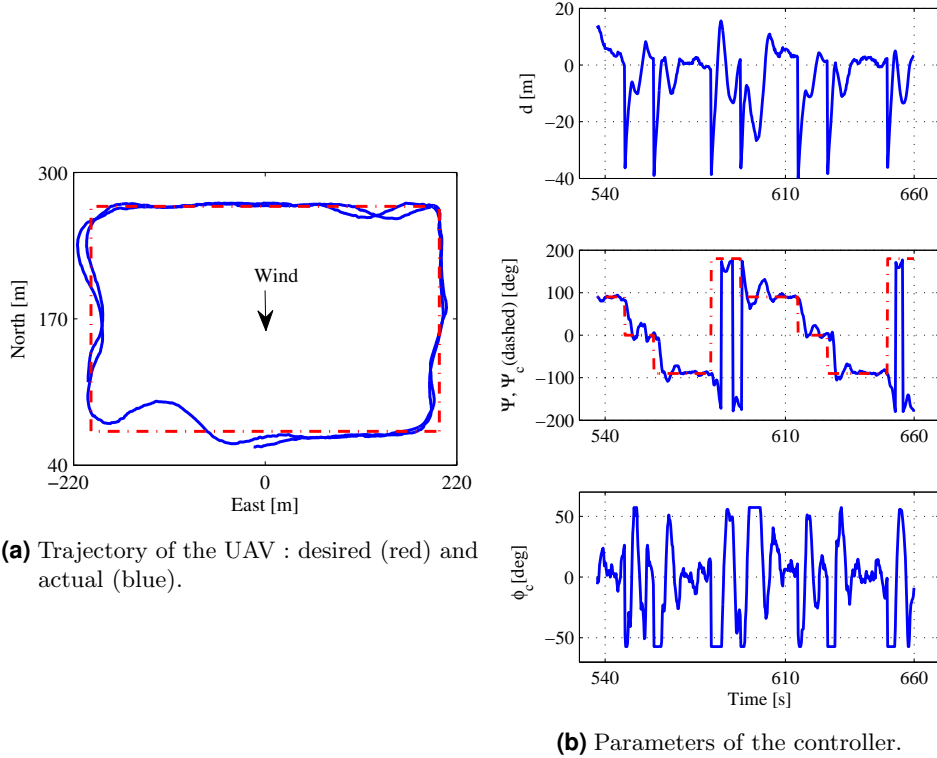 300
170
40
−220
0
220
North [m]
East [m]
Wind
(a) Trajectory of the UAV : desired (red) and
actual (blue).
20
0
−20
−40
540
610
660
d [m]
200
100
0
−100
−200
540
610
660
Ψ, Ψc (dashed) [deg]
50
0
−50
540
610
660
ϕc [deg]
Time [s]
(b) Parameters of the controller.